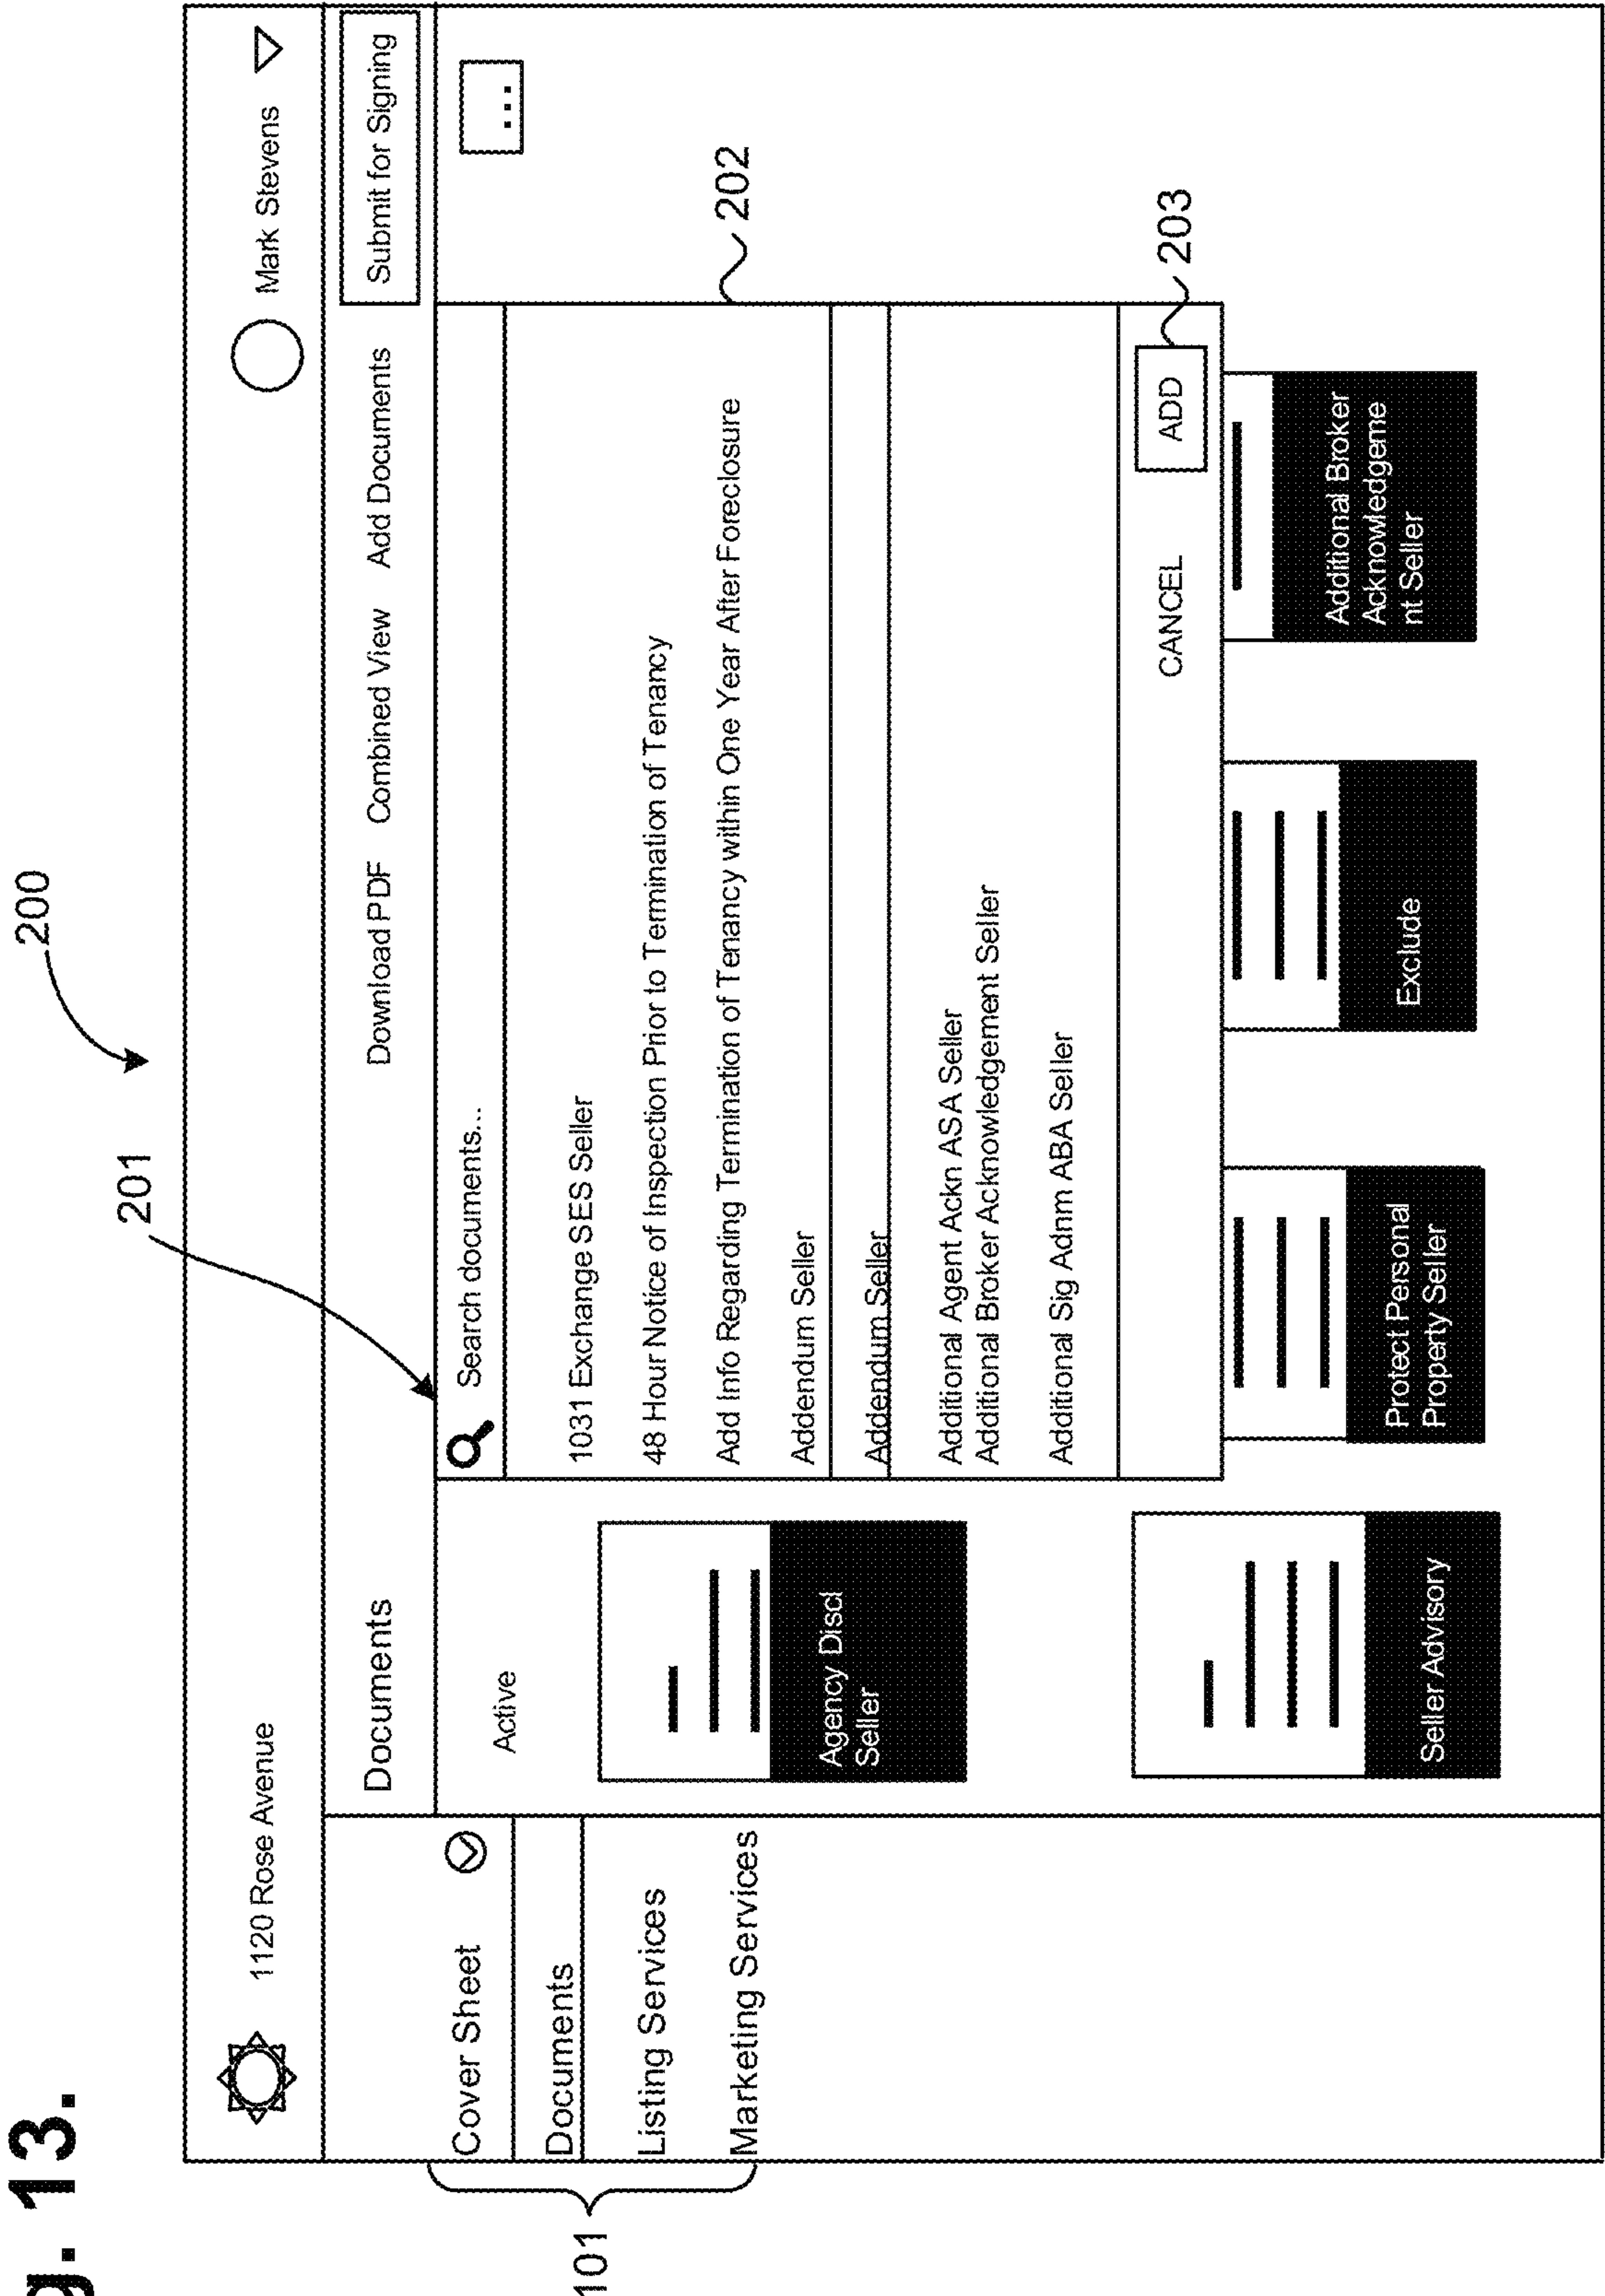 g. 13.
200
201
1120 Rose Avenue
Mark Stevens
Documents
Download PDF
Combined View
Add Documents
Submit for Signing
101
Cover Sheet
Documents
Listing Services
Marketing Services
Active
...
Search documents...
1031 Exchange SES Seller
48 Hour Notice of Inspection Prior to Termination of Tenancy
Add Info Regarding Termination of Tenancy within One Year After Foreclosure
Addendum Seller
Addendum Seller
Additional Agent Ackn ASA Seller
Additional Broker Acknowledgement Seller
Additional Sig Adnm ABA Seller
202
CANCEL
ADD
203
Agency Discl
Seller
Seller Advisory
Protect Personal
Property Seller
Exclude
Additional Broker
Acknowledgeme
nt Seller